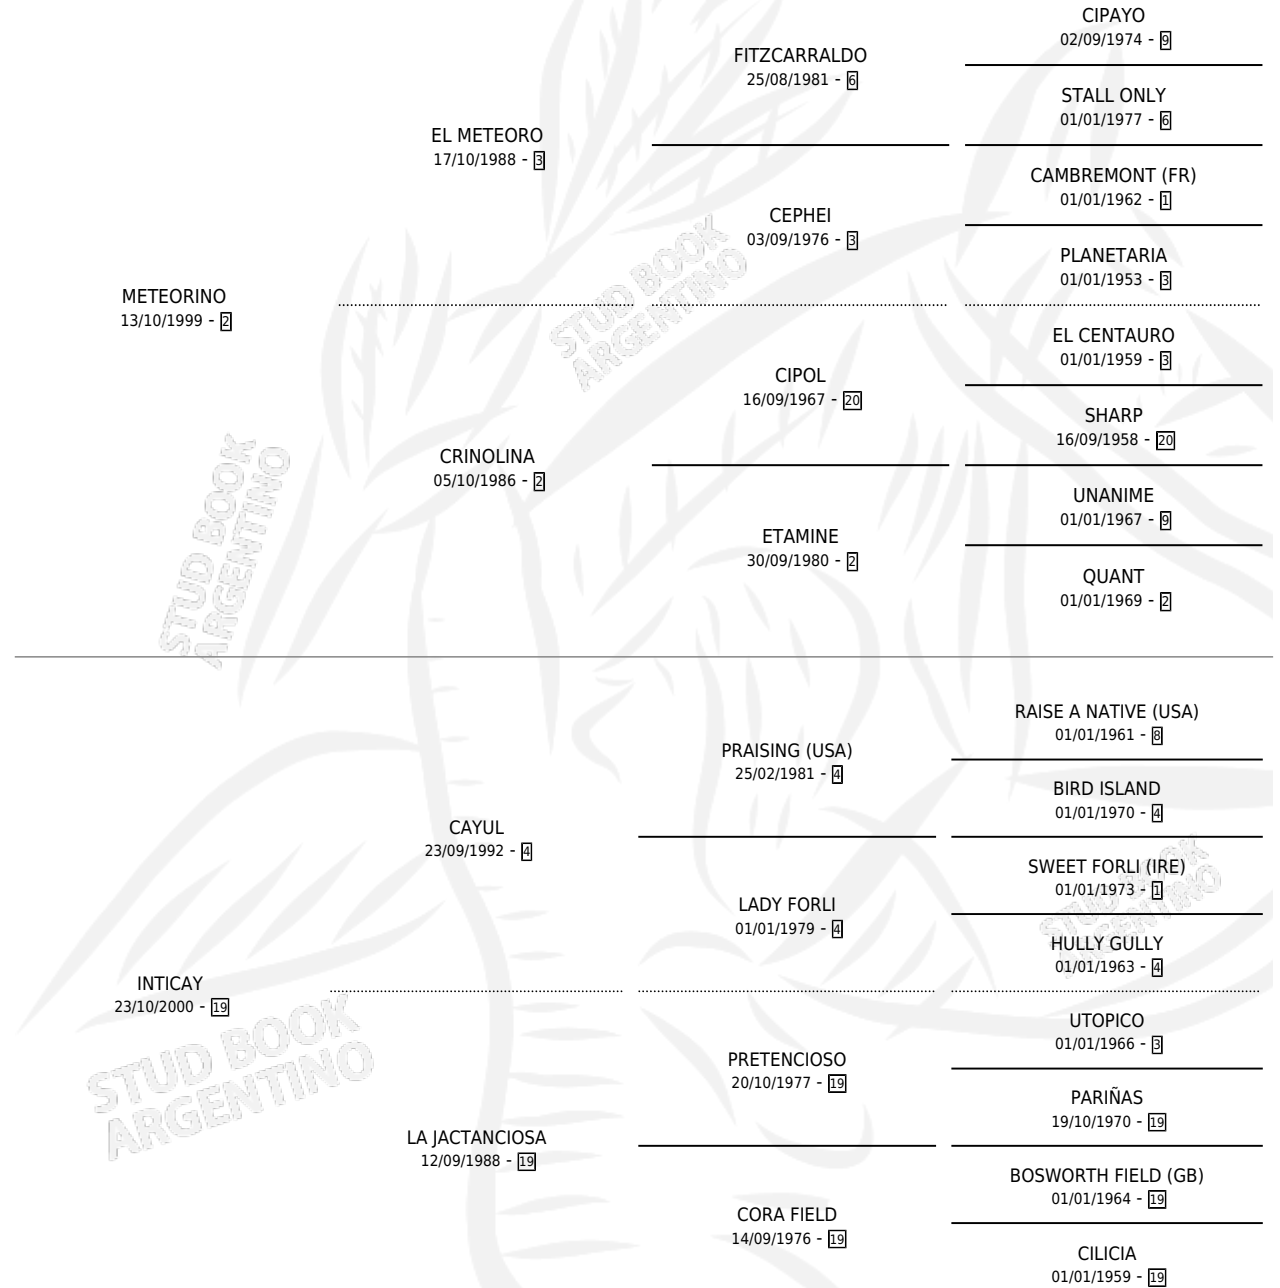 CIPAYO
02/09/1974 - 9
FITZCARRALDO
25/08/1981 - 6
STALL ONLY
01/01/1977 - 6
EL METEORO
17/10/1988 - 3
CAMBREMONT (FR)
01/01/1962 - 1
CEPHEI
03/09/1976 - 3
PLANETARIA
01/01/1953 - 3
METEORINO
13/10/1999 - 2
EL CENTAURO
01/01/1959 - 3
CIPOL
16/09/1967 - 20
SHARP
16/09/1958 - 20
CRINOLINA
05/10/1986 - 2
UNANIME
01/01/1967 - 9
ETAMINE
30/09/1980 - 2
QUANT
01/01/1969 - 2
RAISE A NATIVE (USA)
01/01/1961 - 8
PRAISING (USA)
25/02/1981 - 4
BIRD ISLAND
01/01/1970 - 4
CAYUL
23/09/1992 - 4
SWEET FORLI (IRE)
01/01/1973 - 1
LADY FORLI
01/01/1979 - 4
HULLY GULLY
01/01/1963 - 4
INTICAY
23/10/2000 - 19
UTOPICO
01/01/1966 - 3
PRETENCIOSO
20/10/1977 - 19
PARIÑAS
19/10/1970 - 19
LA JACTANCIOSA
12/09/1988 - 19
BOSWORTH FIELD (GB)
01/01/1964 - 19
CORA FIELD
14/09/1976 - 19
CILICIA
01/01/1959 - 19
STUD BOOK
ARGENTINO
STUD BOOK
ARGENTINO
STUD BOOK
ARGENTINO
STUD BOOK
ARGENTINO